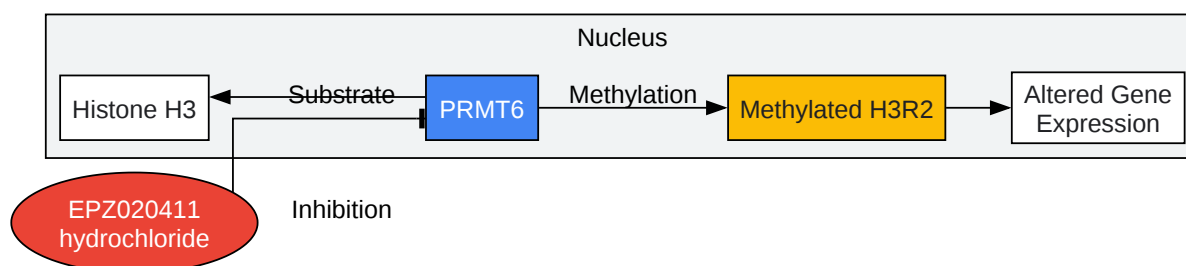 Nucleus
Histone H3
Substrate
PRMT6
Methylation
Methylated H3R2
Altered Gene
Expression
EPZ020411
hydrochloride
Inhibition